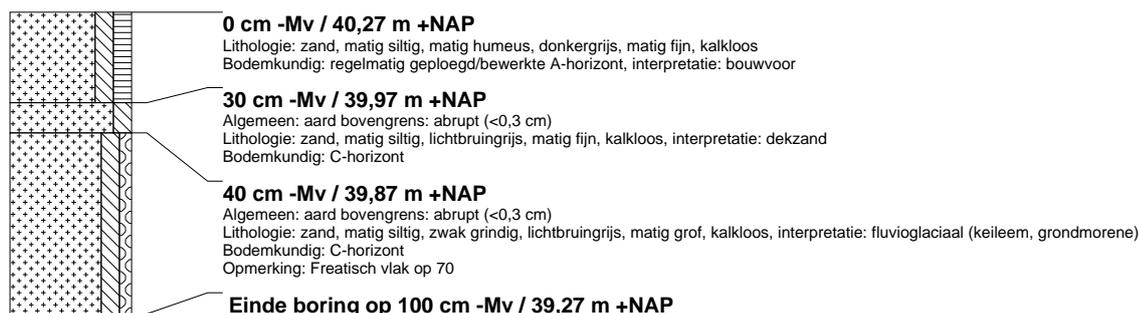 0 cm -Mv / 40,27 m +NAP
Lithologie: zand, matig siltig, matig humeus, donkergrijs, matig fijn, kalkloos
Bodemkundig: regelmatig geploegd/bewerkte A-horizont, interpretatie: bouwvoor
30 cm -Mv / 39,97 m +NAP
Algemeen: aard bovengrens: abrupt (<0,3 cm)
Lithologie: zand, matig siltig, lichtbruingrijs, matig fijn, kalkloos, interpretatie: dekzand
Bodemkundig: C-horizont
40 cm -Mv / 39,87 m +NAP
Algemeen: aard bovengrens: abrupt (<0,3 cm)
Lithologie: zand, matig siltig, zwak grindig, lichtbruingrijs, matig grof, kalkloos, interpretatie: fluvioglaciaal (keileem, grondmorene)
Bodemkundig: C-horizont
Opmerking: Freatisch vlak op 70
Einde boring op 100 cm -Mv / 39,27 m +NAP